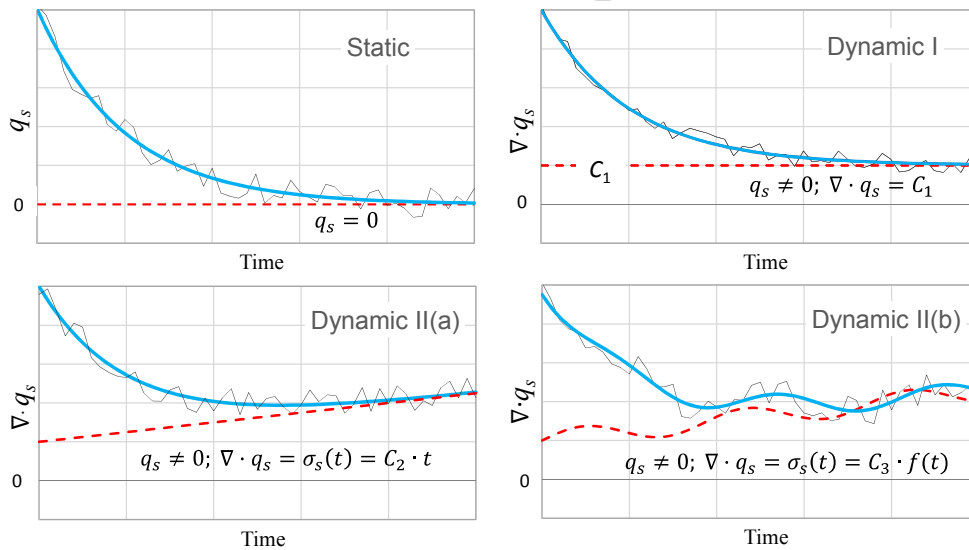 Static
q_s
0
q_s = 0
Time
Dynamic I
∇·q_s
C_1
q_s ≠ 0; ∇ · q_s = C_1
0
Time
Dynamic II(a)
∇·q_s
q_s ≠ 0; ∇ · q_s = σ_s(t) = C_2 · t
0
Time
Dynamic II(b)
∇·q_s
q_s ≠ 0; ∇ · q_s = σ_s(t) = C_3 · f(t)
0
Time